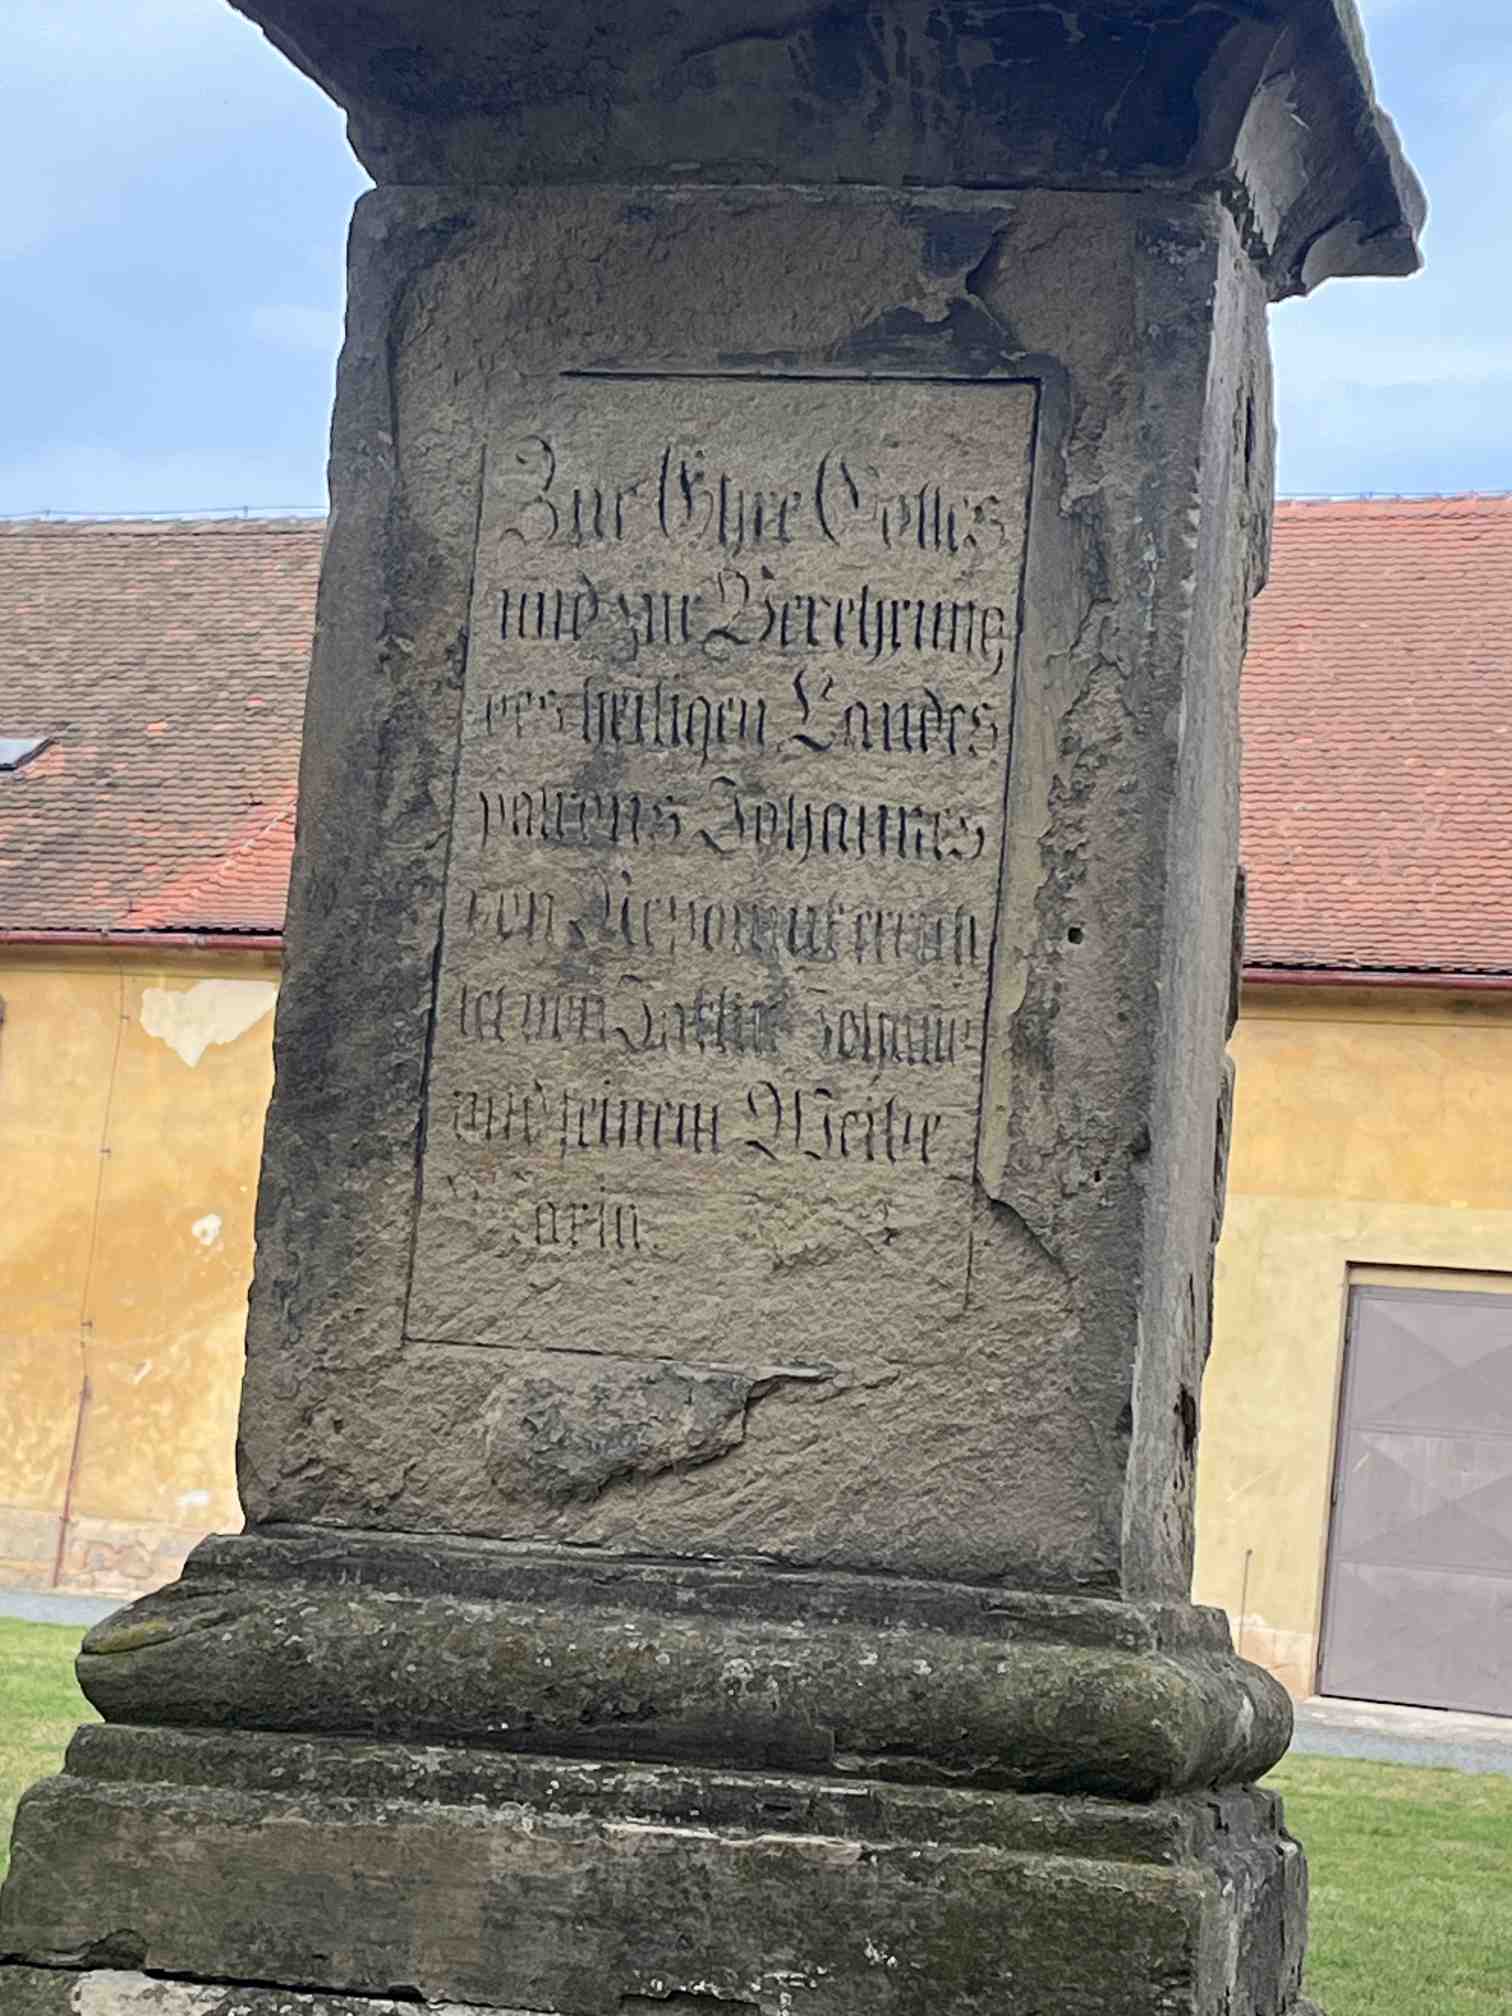 Zur Ehre Gottes
und zur Verehrung
des heiligen Landes
patrons Johannes
von Nepomuk errich
tet von Johann
und seinem Weibe